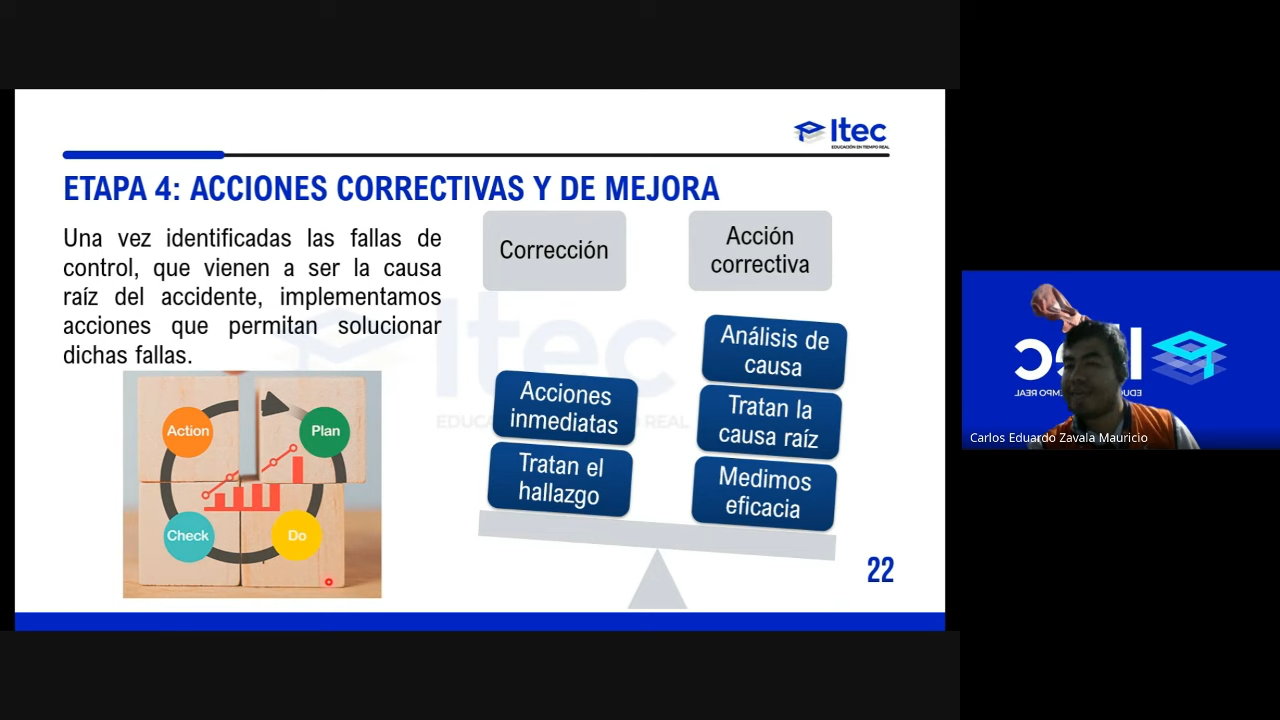 Itec
EDUCACIÓN EN TIEMPO REAL
ETAPA 4: ACCIONES CORRECTIVAS Y DE MEJORA
Una vez identificadas las fallas de
control, que vienen a ser la causa
raíz del accidente, implementamos
acciones que permitan solucionar
dichas fallas.
Action
Plan
Check
Do
Corrección
Acciones
inmediatas
Tratan el
hallazgo
Acción
correctiva
Análisis de
causa
Tratan la
causa raíz
Medimos
eficacia
Itec
22
Carlos Eduardo Zavala Mauricio